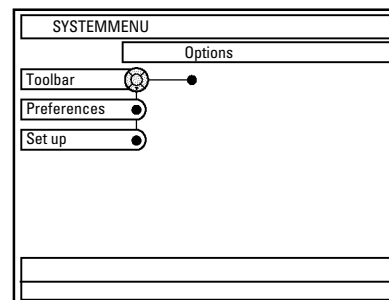 SYSTEMMENU
Options
Toolbar
Preferences
Set up